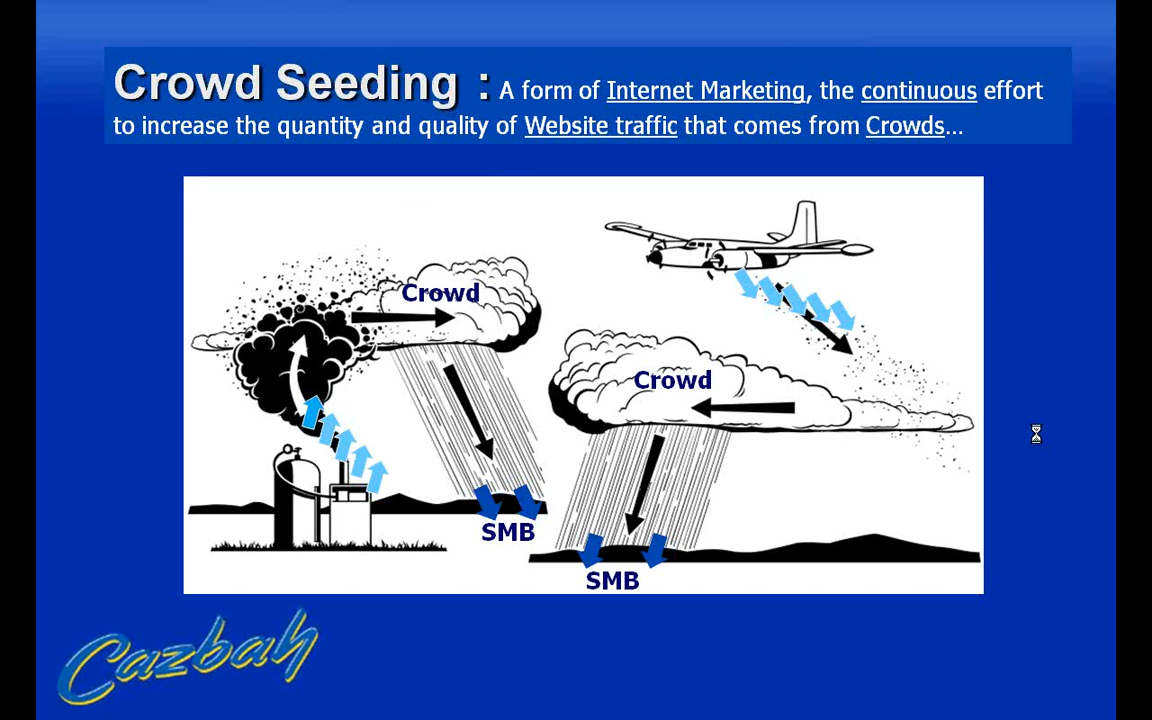 Crowd Seeding : A form of Internet Marketing, the continuous effort
to increase the quantity and quality of Website traffic that comes from Crowds...
Crowd
Crowd
SMB
SMB
Cazbah